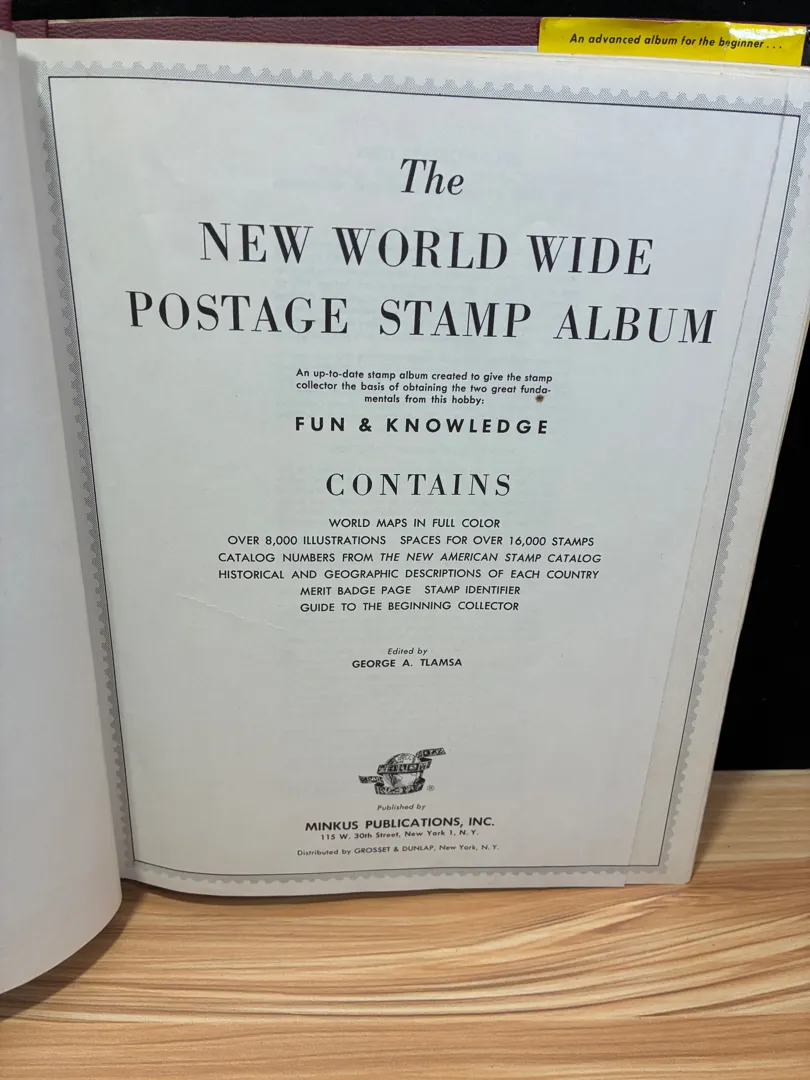 An advanced album for the beginner...
The
NEW WORLD WIDE
POSTAGE STAMP ALBUM
An up-to-date stamp album created to give the stamp
collector the basis of obtaining the two great funda-
mentals from this hobby:
FUN & KNOWLEDGE
CONTAINS
WORLD MAPS IN FULL COLOR
OVER 8,000 ILLUSTRATIONS SPACES FOR OVER 16,000 STAMPS
CATALOG NUMBERS FROM THE NEW AMERICAN STAMP CATALOG
HISTORICAL AND GEOGRAPHIC DESCRIPTIONS OF EACH COUNTRY
MERIT BADGE PAGE STAMP IDENTIFIER
GUIDE TO THE BEGINNING COLLECTOR
Edited by
GEORGE A. TLAMSA
®
Published by
MINKUS PUBLICATIONS, INC.
115 W. 30th Street, New York 1, N. Y.
Distributed by GROSSET & DUNLAP, New York, N. Y.